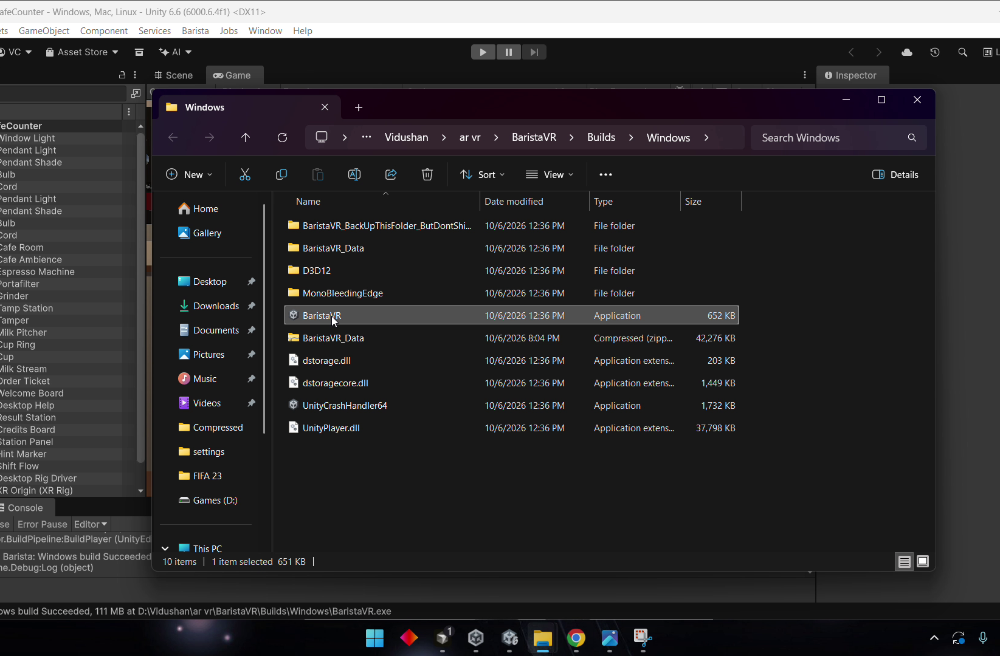 afeCounter - Windows, Mac, Linux - Unity 6.6 (6000.6.4f1) <DX11>
ets GameObject Component Services Barista Jobs Window Help
VC Asset Store AI
Scene Game Inspector
Windows
Vidushan ar vr BaristaVR Builds Windows Search Windows
New Sort View Details
Name Date modified Type Size
BaristaVR_BackUpThisFolder_ButDontShi... 10/6/2026 12:36 PM File folder
BaristaVR_Data 10/6/2026 12:36 PM File folder
D3D12 10/6/2026 12:36 PM File folder
MonoBleedingEdge 10/6/2026 12:36 PM File folder
BaristaVR 10/6/2026 12:36 PM Application 652 KB
BaristaVR_Data 10/6/2026 8:04 PM Compressed (zipp... 42,276 KB
dstorage.dll 10/6/2026 12:36 PM Application extens... 203 KB
dstoragecore.dll 10/6/2026 12:36 PM Application extens... 1,449 KB
UnityCrashHandler64 10/6/2026 12:36 PM Application 1,732 KB
UnityPlayer.dll 10/6/2026 12:36 PM Application extens... 37,798 KB
Home
Gallery
Desktop
Downloads
Documents
Pictures
Music
Videos
Compressed
settings
FIFA 23
Games (D:)
This PC
10 items 1 item selected 651 KB
feCounter
Window Light
Pendant Light
Pendant Shade
Bulb
Cord
Pendant Light
Pendant Shade
Bulb
Cord
Cafe Room
Cafe Ambience
Espresso Machine
Portafilter
Grinder
Tamp Station
Tamper
Milk Pitcher
Cup Ring
Cup
Milk Stream
Order Ticket
Welcome Board
Desktop Help
Result Station
Credits Board
Station Panel
Hint Marker
Shift Flow
Desktop Rig Driver
XR Origin (XR Rig)
Console
se Error Pause Editor
r.BuildPipeline:BuildPlayer (UnityEd
Barista: Windows build Succeeded
ne.Debug:Log (object)
ows build Succeeded, 111 MB at D:\Vidushan\ar vr\BaristaVR\Builds\Windows\BaristaVR.exe
1
6